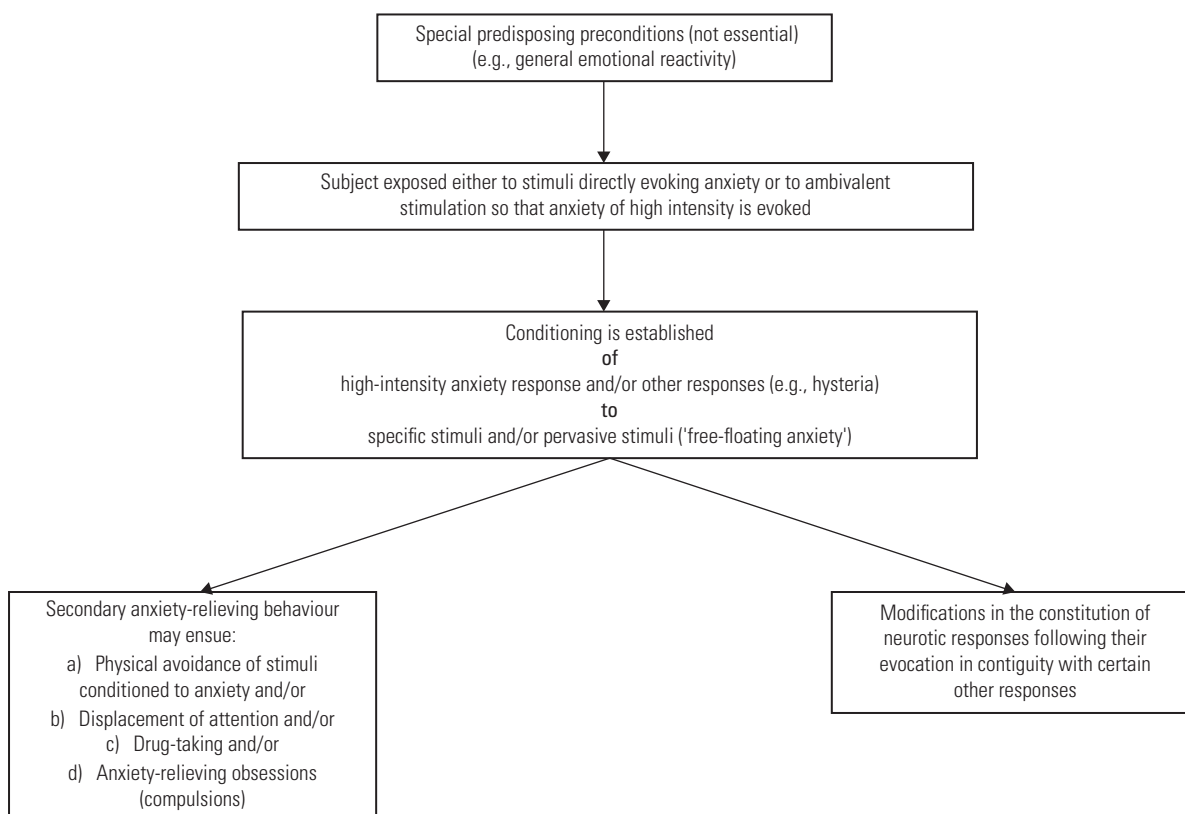 Special predisposing preconditions (not essential)
(e.g., general emotional reactivity)
Subject exposed either to stimuli directly evoking anxiety or to ambivalent
stimulation so that anxiety of high intensity is evoked
Conditioning is established
of
high-intensity anxiety response and/or other responses (e.g., hysteria)
to
specific stimuli and/or pervasive stimuli ('free-floating anxiety')
Secondary anxiety-relieving behaviour
may ensue:
a) Physical avoidance of stimuli
conditioned to anxiety and/or
b) Displacement of attention and/or
c) Drug-taking and/or
d) Anxiety-relieving obsessions
(compulsions)
Modifications in the constitution of
neurotic responses following their
evocation in contiguity with certain
other responses